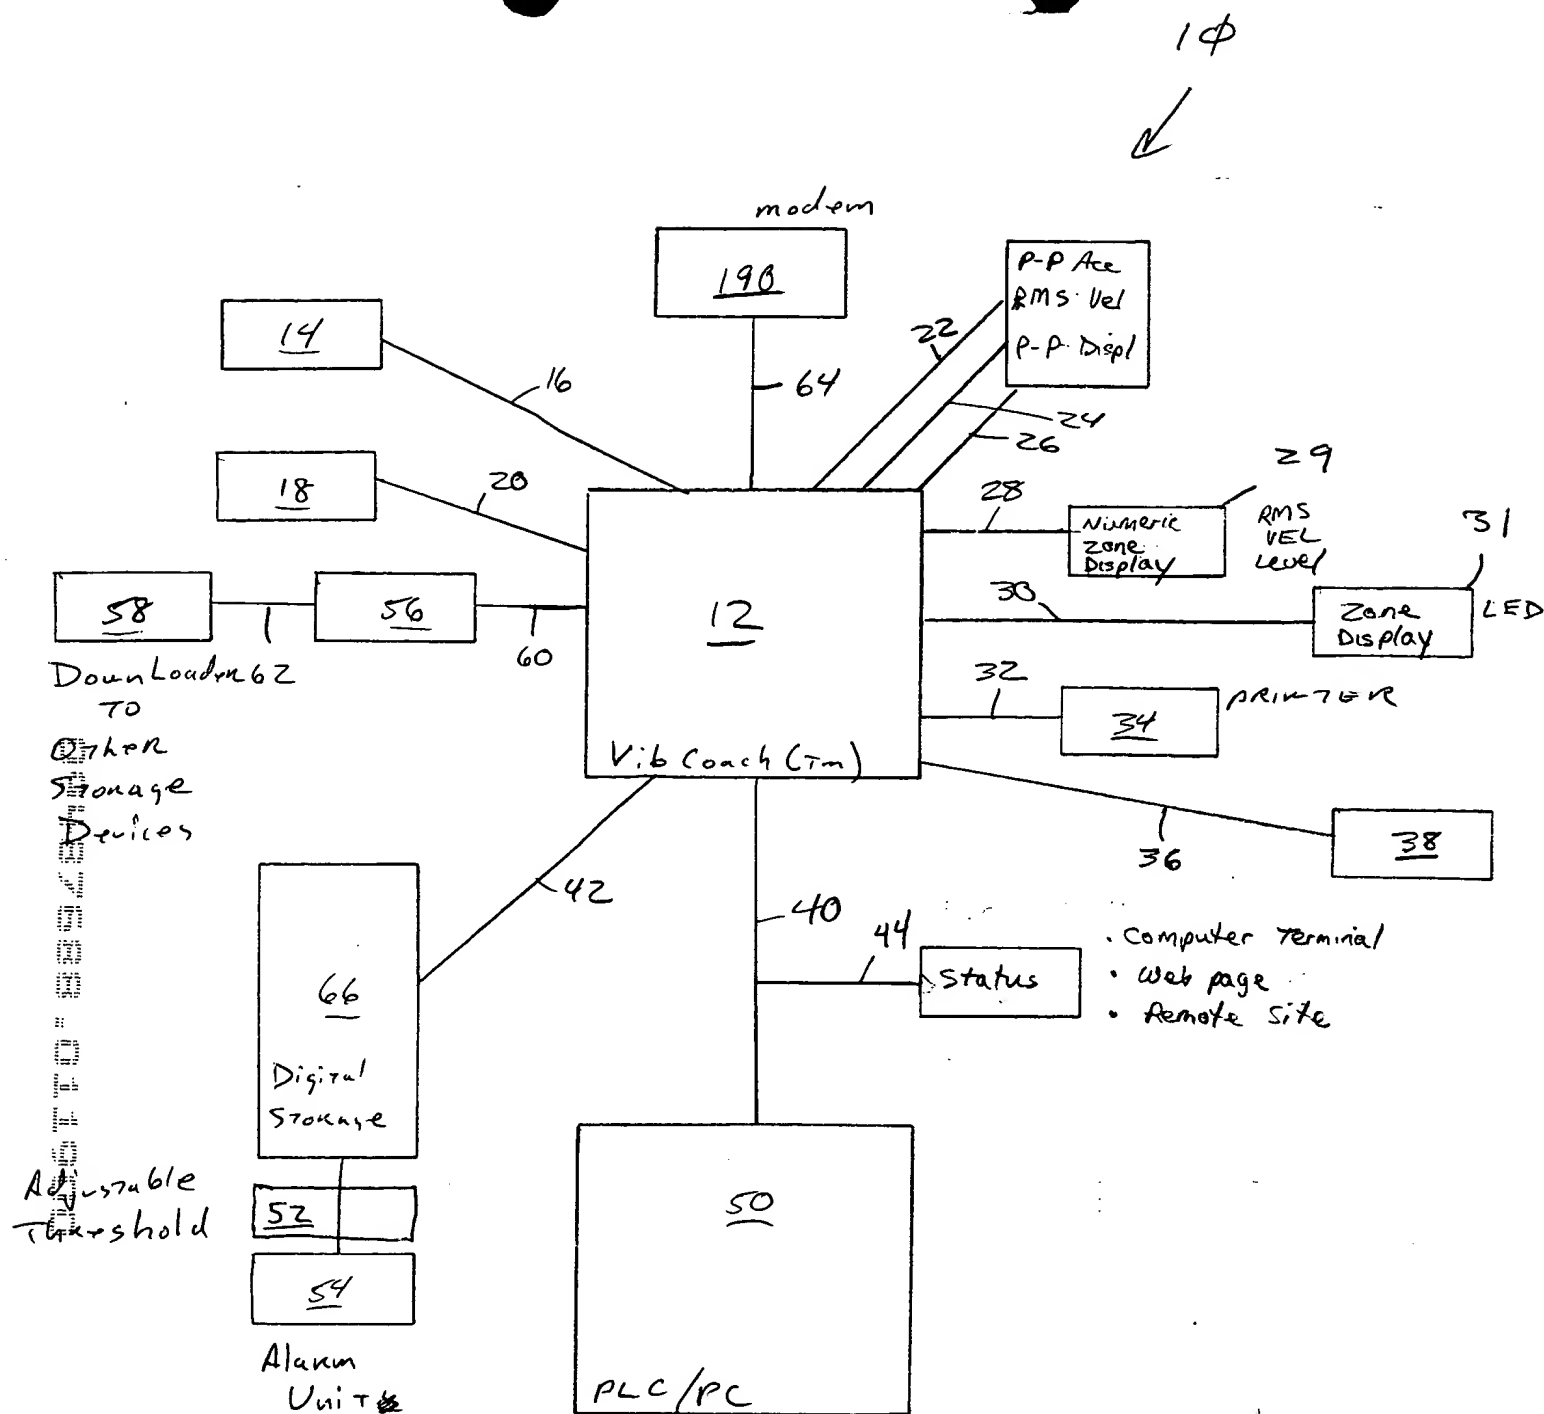 10
modem
190
P-P Acc
RMS Vel
P-P Displ
14
16
64
22
24
26
18
20
28
29
Numeric
Zone
Display
RMS
VEL
Level
31
30
Zone
Display
LED
58
62
56
60
12
Vib Coach (Tm)
DownLoader
TO
Other
Storage
Devices
32
34
PRINTER
36
38
42
40
44
Status
• Computer Terminal
• Web page
• Remote Site
66
Digital
Storage
Adjustable
Threshold
52
54
Alarm
Unit
50
PLC/PC